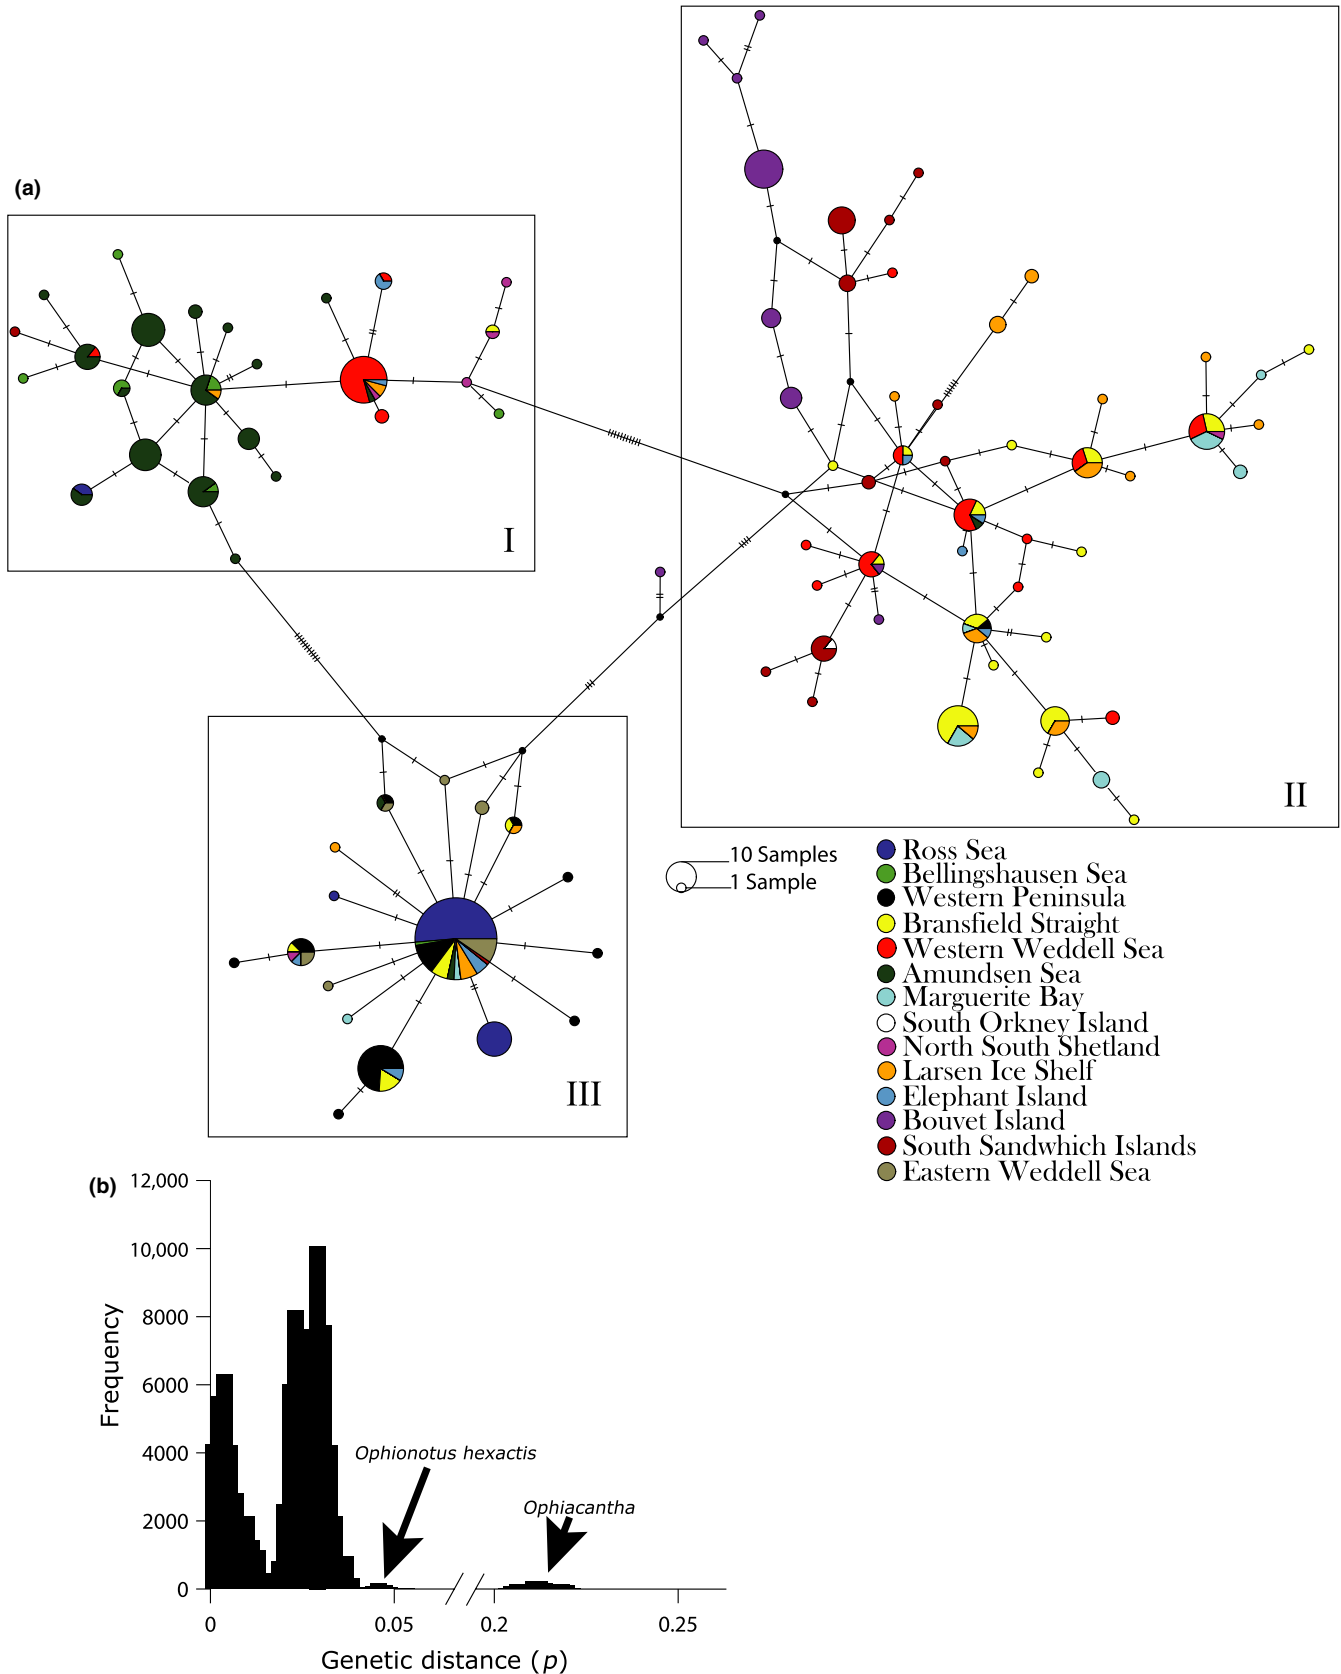 (a)
I
II
III
10 Samples
1 Sample
Ross Sea
Bellingshausen Sea
Western Peninsula
Bransfield Straight
Western Weddell Sea
Amundsen Sea
Marguerite Bay
South Orkney Island
North South Shetland
Larsen Ice Shelf
Elephant Island
Bouvet Island
South Sandwhich Islands
Eastern Weddell Sea
(b)
12,000
10,000
8000
6000
4000
2000
0
Frequency
Ophionotus hexactis
Ophiacantha
0
0.05
0.2
0.25
Genetic distance (p)